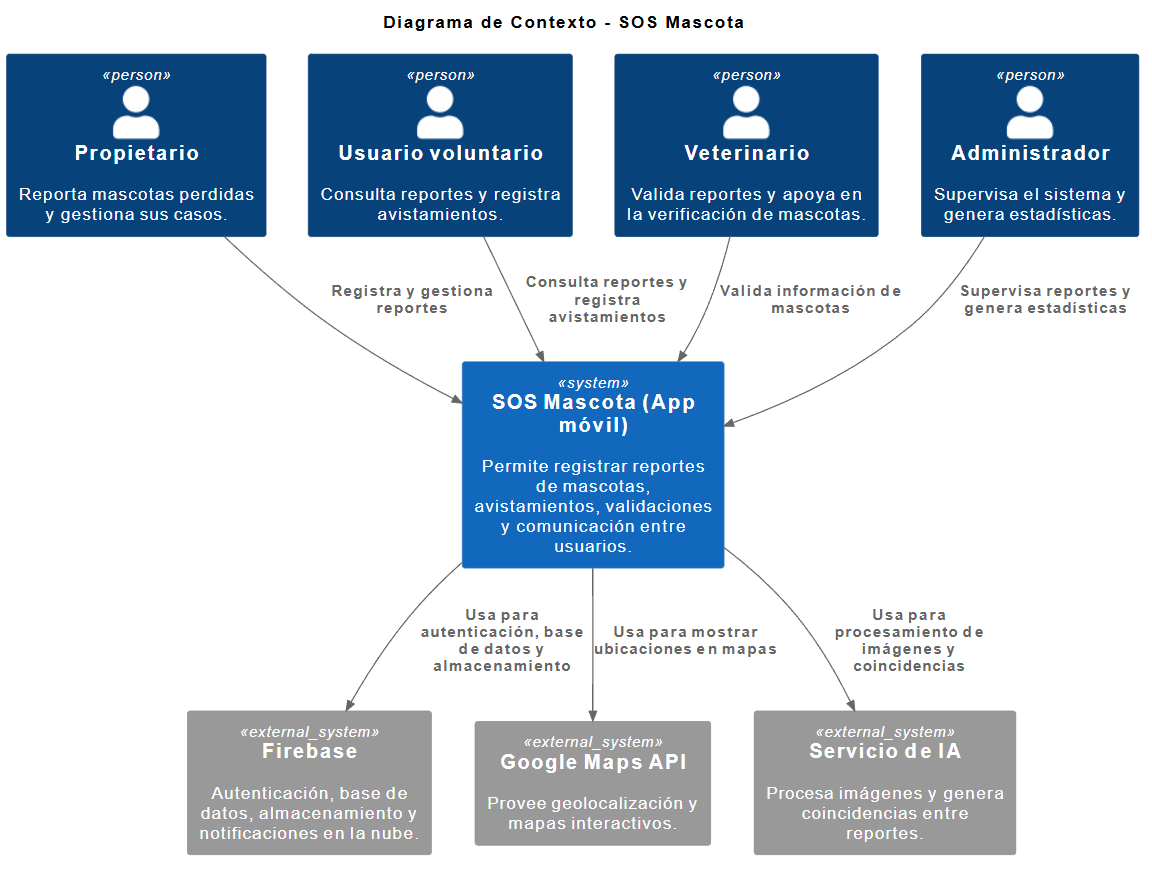 Diagrama de Contexto - SOS Mascota
«person»
Propietario
Reporta mascotas perdidas
y gestiona sus casos.
«person»
Usuario voluntario
Consulta reportes y registra
avistamientos.
«person»
Veterinario
Valida reportes y apoya en
la verificación de mascotas.
«person»
Administrador
Supervisa el sistema y
genera estadísticas.
Registra y gestiona
reportes
Consulta reportes y
registra
avistamientos
Valida información de
mascotas
Supervisa reportes y
genera estadísticas
«system»
SOS Mascota (App
móvil)
Permite registrar reportes
de mascotas,
avistamientos, validaciones
y comunicación entre
usuarios.
Usa para
autenticación, base
de datos y
almacenamiento
Usa para mostrar
ubicaciones en mapas
Usa para
procesamiento de
imágenes y
coincidencias
«external_system»
Firebase
Autenticación, base de
datos, almacenamiento y
notificaciones en la nube.
«external_system»
Google Maps API
Provee geolocalización y
mapas interactivos.
«external_system»
Servicio de IA
Procesa imágenes y genera
coincidencias entre
reportes.